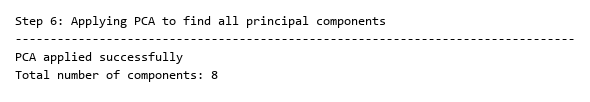 Step 6: Applying PCA to find all principal components
--------------------------------------------------------------------------------
PCA applied successfully
Total number of components: 8